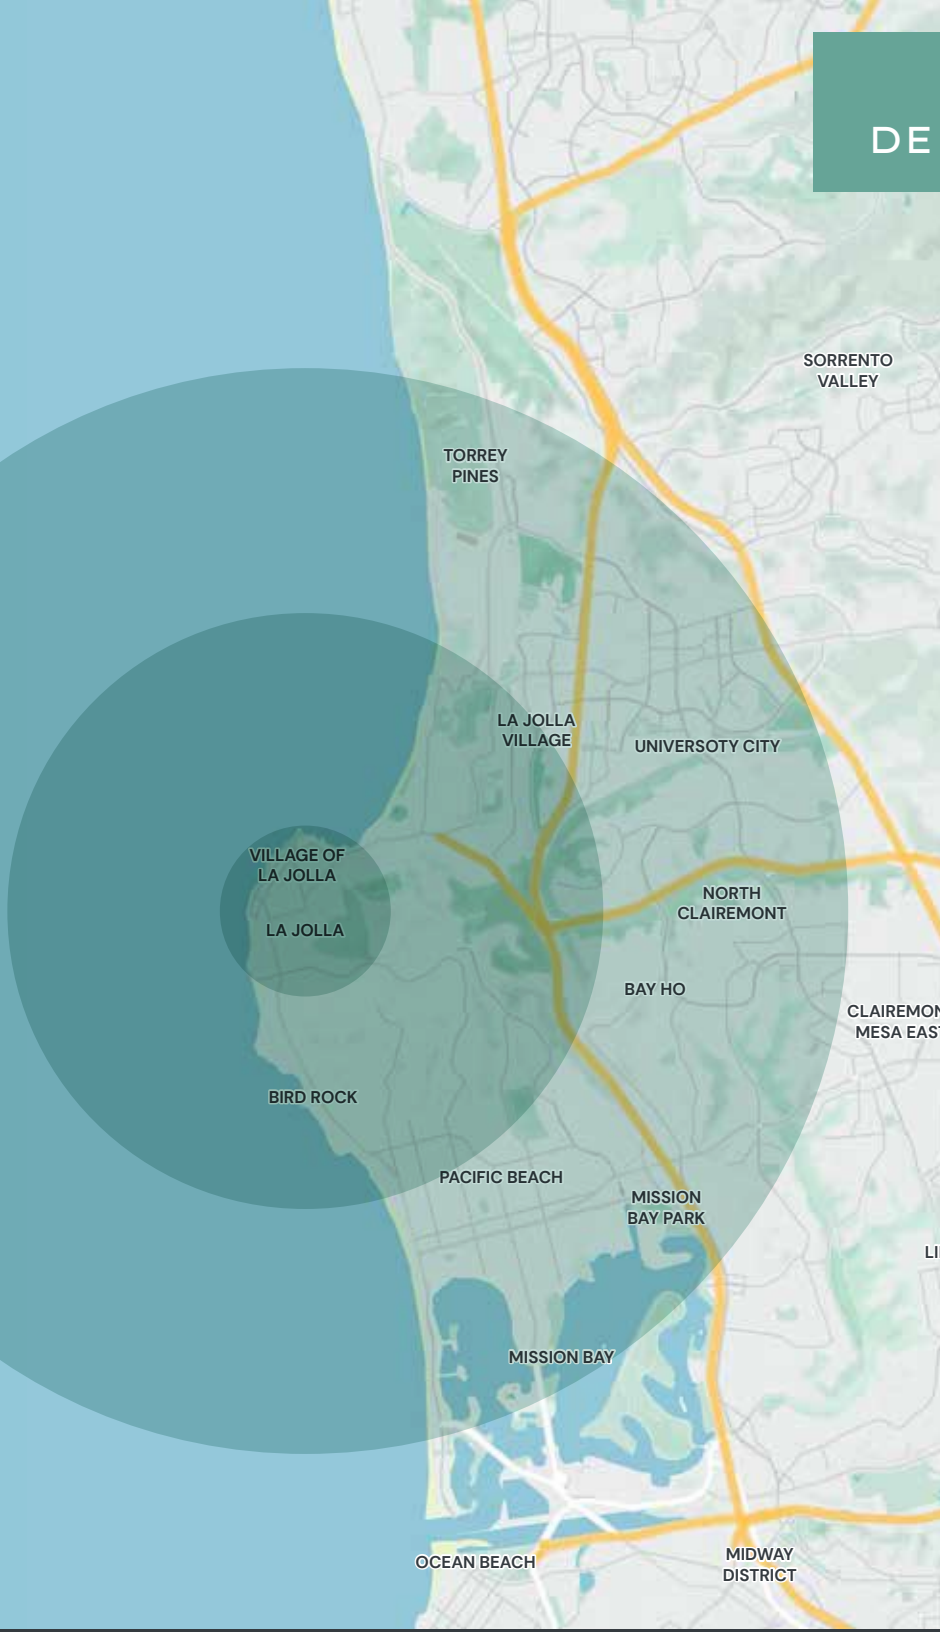 DE
SORRENTO
VALLEY
TORREY
PINES
LA JOLLA
VILLAGE
UNIVERSOTY CITY
VILLAGE OF
LA JOLLA
LA JOLLA
NORTH
CLAIREMONT
BAY HO
CLAIREMON
MESA EAST
BIRD ROCK
PACIFIC BEACH
MISSION
BAY PARK
LI
MISSION BAY
OCEAN BEACH
MIDWAY
DISTRICT